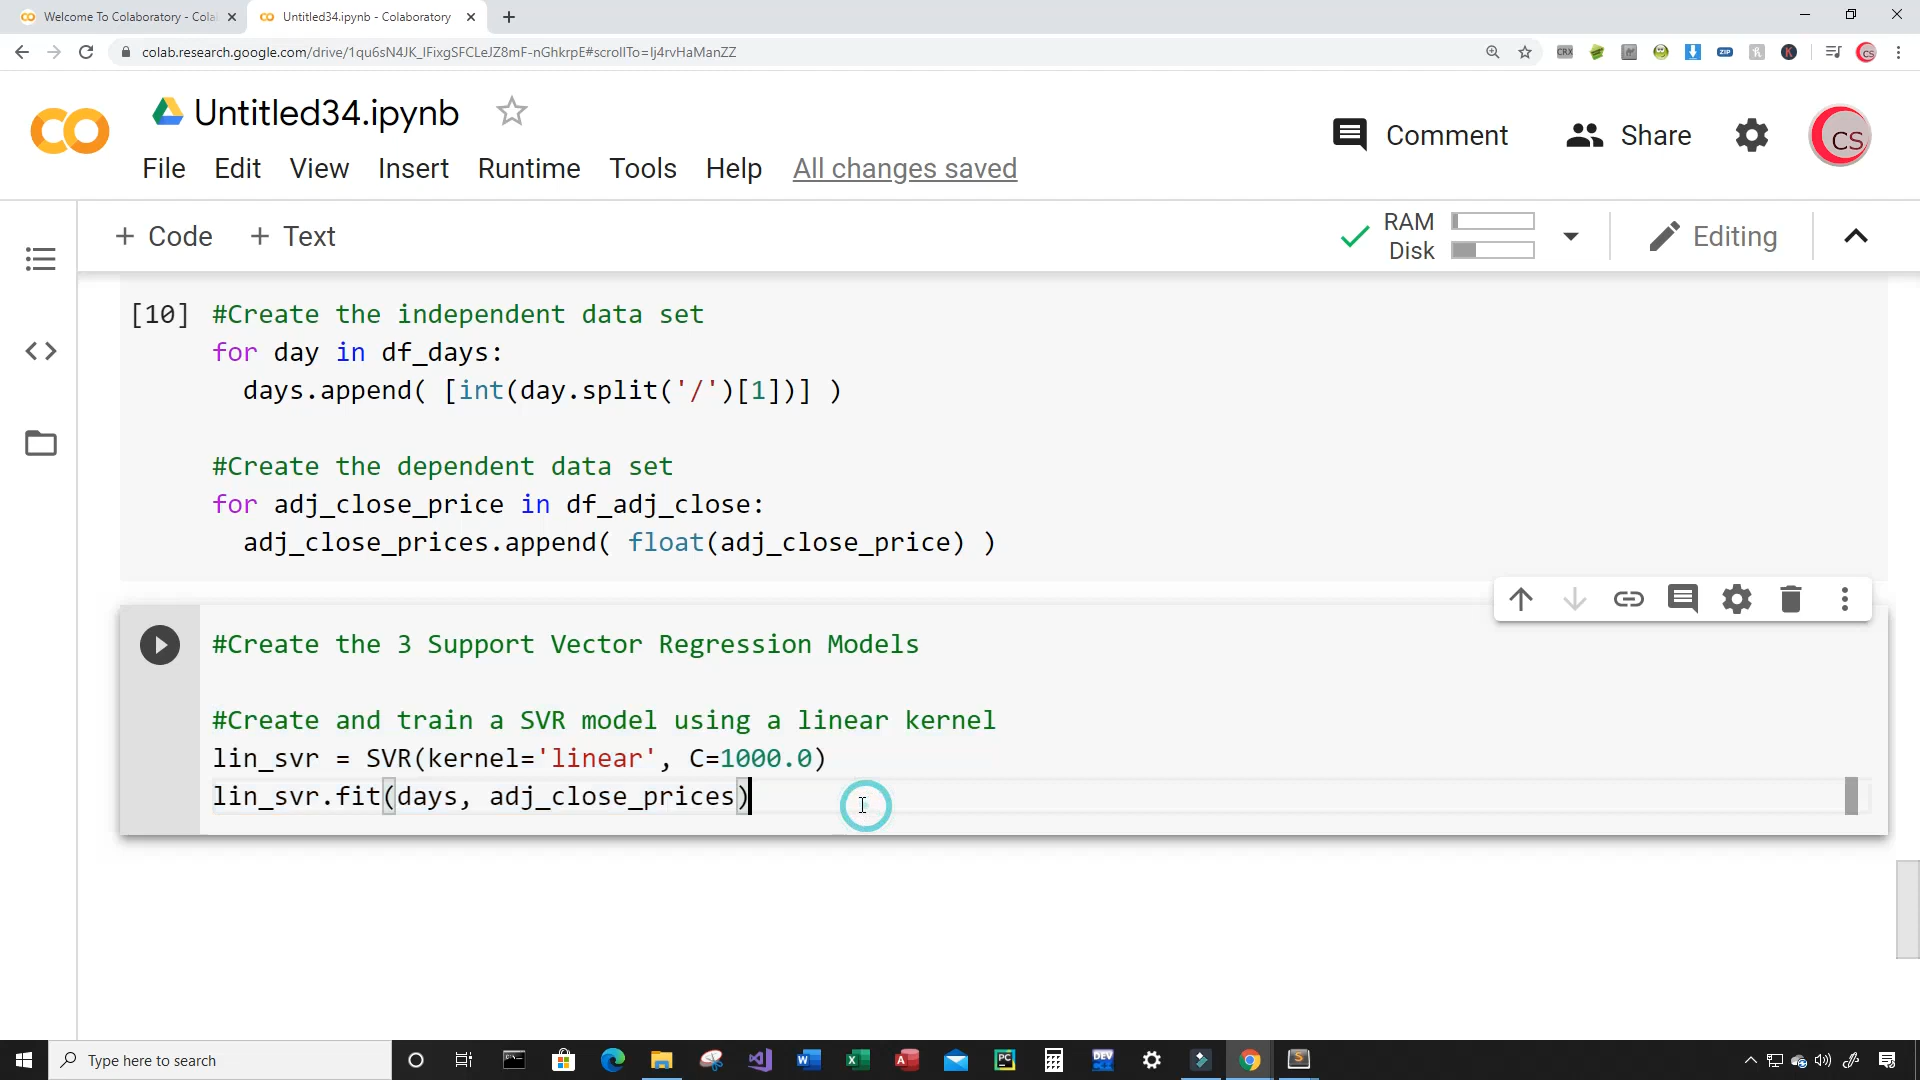 Welcome To Colaboratory - Cola
Untitled34.ipynb - Colaboratory
colab.research.google.com/drive/1qu6sN4JK_IFixgSFCLeJZ8mF-nGhkrpE#scrollTo=Ij4rvHaManZZ
Untitled34.ipynb
Comment
Share
CS
File Edit View Insert Runtime Tools Help All changes saved
+ Code + Text
RAM
Disk
Editing
[10] #Create the independent data set
for day in df_days:
days.append( [int(day.split('/')[1])] )
#Create the dependent data set
for adj_close_price in df_adj_close:
adj_close_prices.append( float(adj_close_price) )
#Create the 3 Support Vector Regression Models
#Create and train a SVR model using a linear kernel
lin_svr = SVR(kernel='linear', C=1000.0)
lin_svr.fit(days, adj_close_prices)
Type here to search